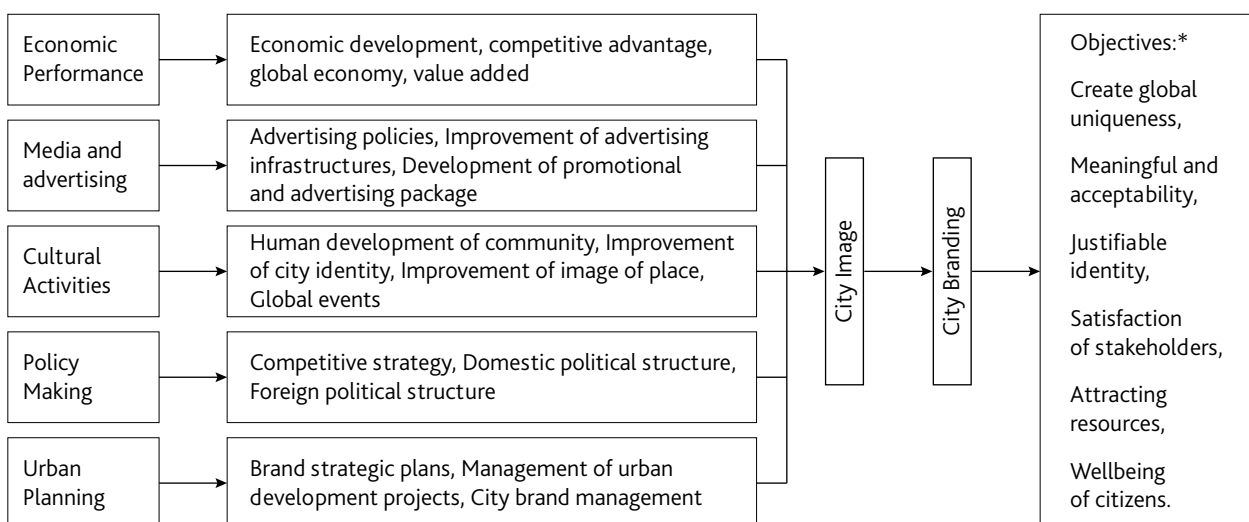 Economic
Performance
Economic development, competitive advantage,
global economy, value added
Media and
advertising
Advertising policies, Improvement of advertising
infrastructures, Development of promotional
and advertising package
Cultural
Activities
Human development of community, Improvement
of city identity, Improvement of image of place,
Global events
Policy
Making
Competitive strategy, Domestic political structure,
Foreign political structure
Urban
Planning
Brand strategic plans, Management of urban
development projects, City brand management
City Image
City Branding
Objectives:*
Create global
uniqueness,
Meaningful and
acceptability,
Justifiable
identity,
Satisfaction
of stakeholders,
Attracting
resources,
Wellbeing
of citizens.